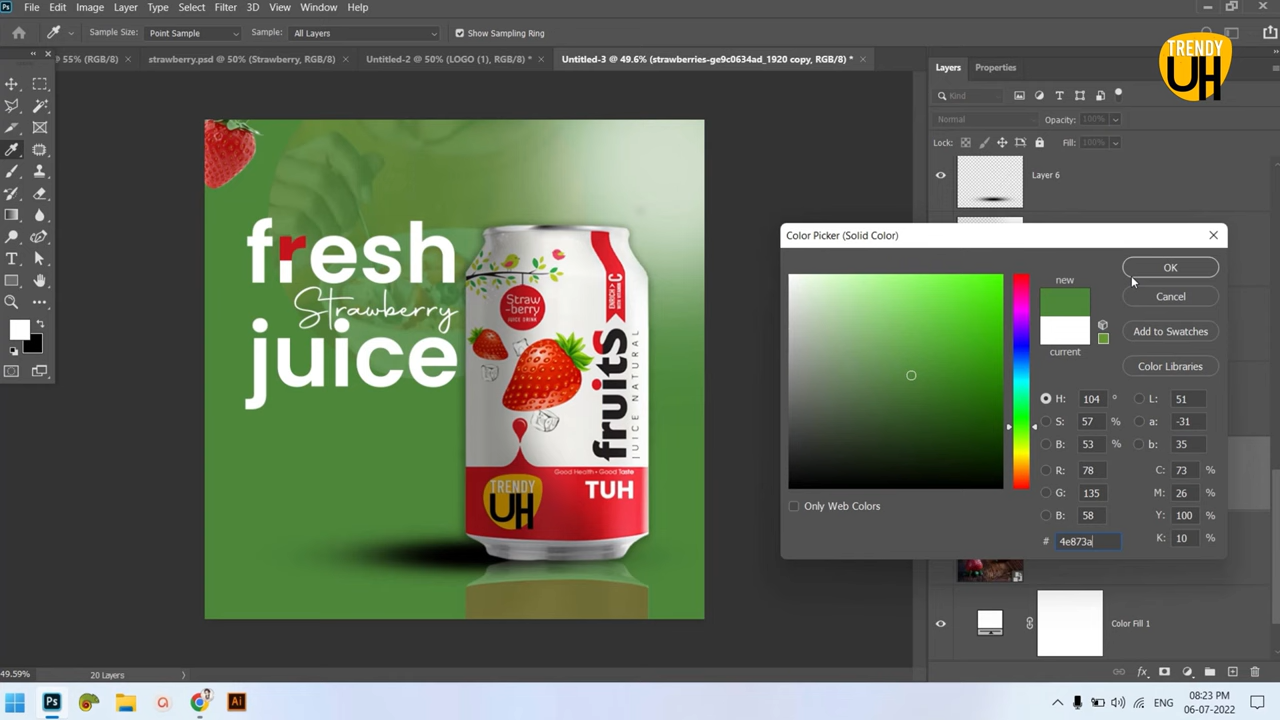 Ps File Edit Image Layer Type Select Filter 3D View Window Help
Sample Size: Point Sample Sample: All Layers Show Sampling Ring
55% (RGB/8) × strawberry.psd @ 50% (Strawberry, RGB/8) × Untitled-2 @ 50% (LOGO (1), RGB/8) * × Untitled-3 @ 49.6% (strawberries-ge9c0634ad_1920 copy, RGB/8) * ×
TRENDY
UH
Layers Properties
Kind
Normal Opacity: 100%
Lock: Fill: 100%
Layer 6
fresh
Strawberry
juice
Straw
-berry
JUICE DRINK
ENRICH
WITH VITAMIN
C
fruits
JUICE NATURAL
Good Health • Good Taste
TRENDY
UH
TUH
Color Picker (Solid Color)
new
current
OK
Cancel
Add to Swatches
Color Libraries
H: 104 ° L: 51
S: 57 % a: -31
B: 53 % b: 35
R: 78 C: 73 %
G: 135 M: 26 %
B: 58 Y: 100 %
# 4e873a K: 10 %
Only Web Colors
Color Fill 1
49.59% 20 Layers
Ps Ai
ENG
08:23 PM
06-07-2022